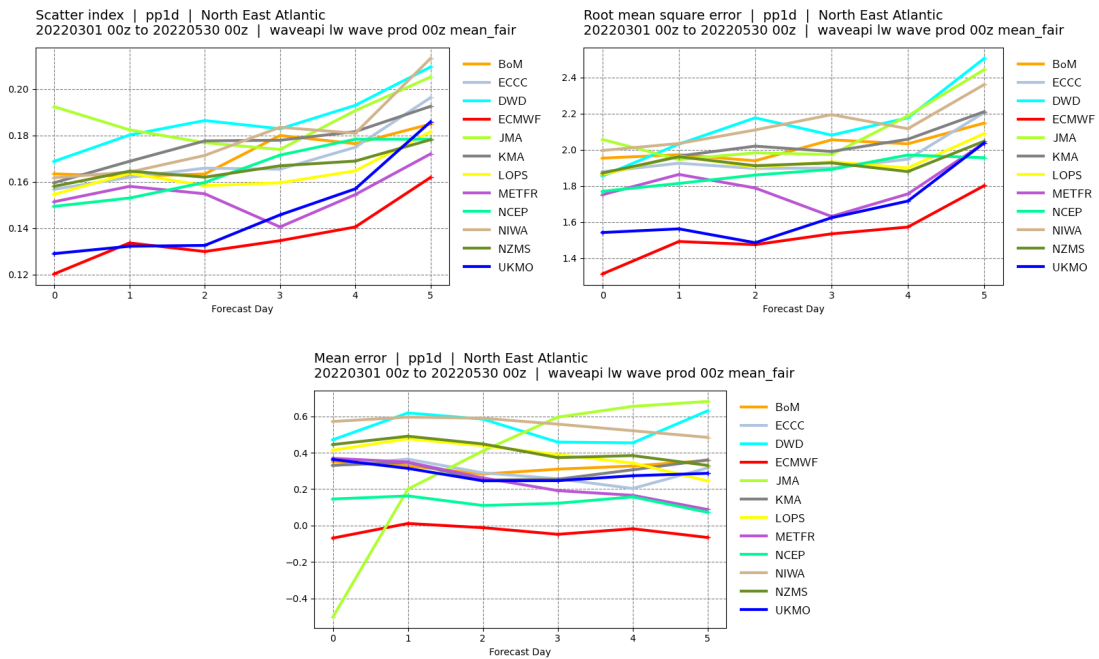 Scatter index | pp1d | North East Atlantic
20220301 00z to 20220530 00z | waveapi lw wave prod 00z mean_fair
0.20
0.18
0.16
0.14
0.12
0 1 2 3 4 5
Forecast Day
BoM
ECCC
DWD
ECMWF
JMA
KMA
LOPS
METFR
NCEP
NIWA
NZMS
UKMO
Root mean square error | pp1d | North East Atlantic
20220301 00z to 20220530 00z | waveapi lw wave prod 00z mean_fair
2.4
2.2
2.0
1.8
1.6
1.4
0 1 2 3 4 5
Forecast Day
BoM
ECCC
DWD
ECMWF
JMA
KMA
LOPS
METFR
NCEP
NIWA
NZMS
UKMO
Mean error | pp1d | North East Atlantic
20220301 00z to 20220530 00z | waveapi lw wave prod 00z mean_fair
0.6
0.4
0.2
0.0
−0.2
−0.4
0 1 2 3 4 5
Forecast Day
BoM
ECCC
DWD
ECMWF
JMA
KMA
LOPS
METFR
NCEP
NIWA
NZMS
UKMO